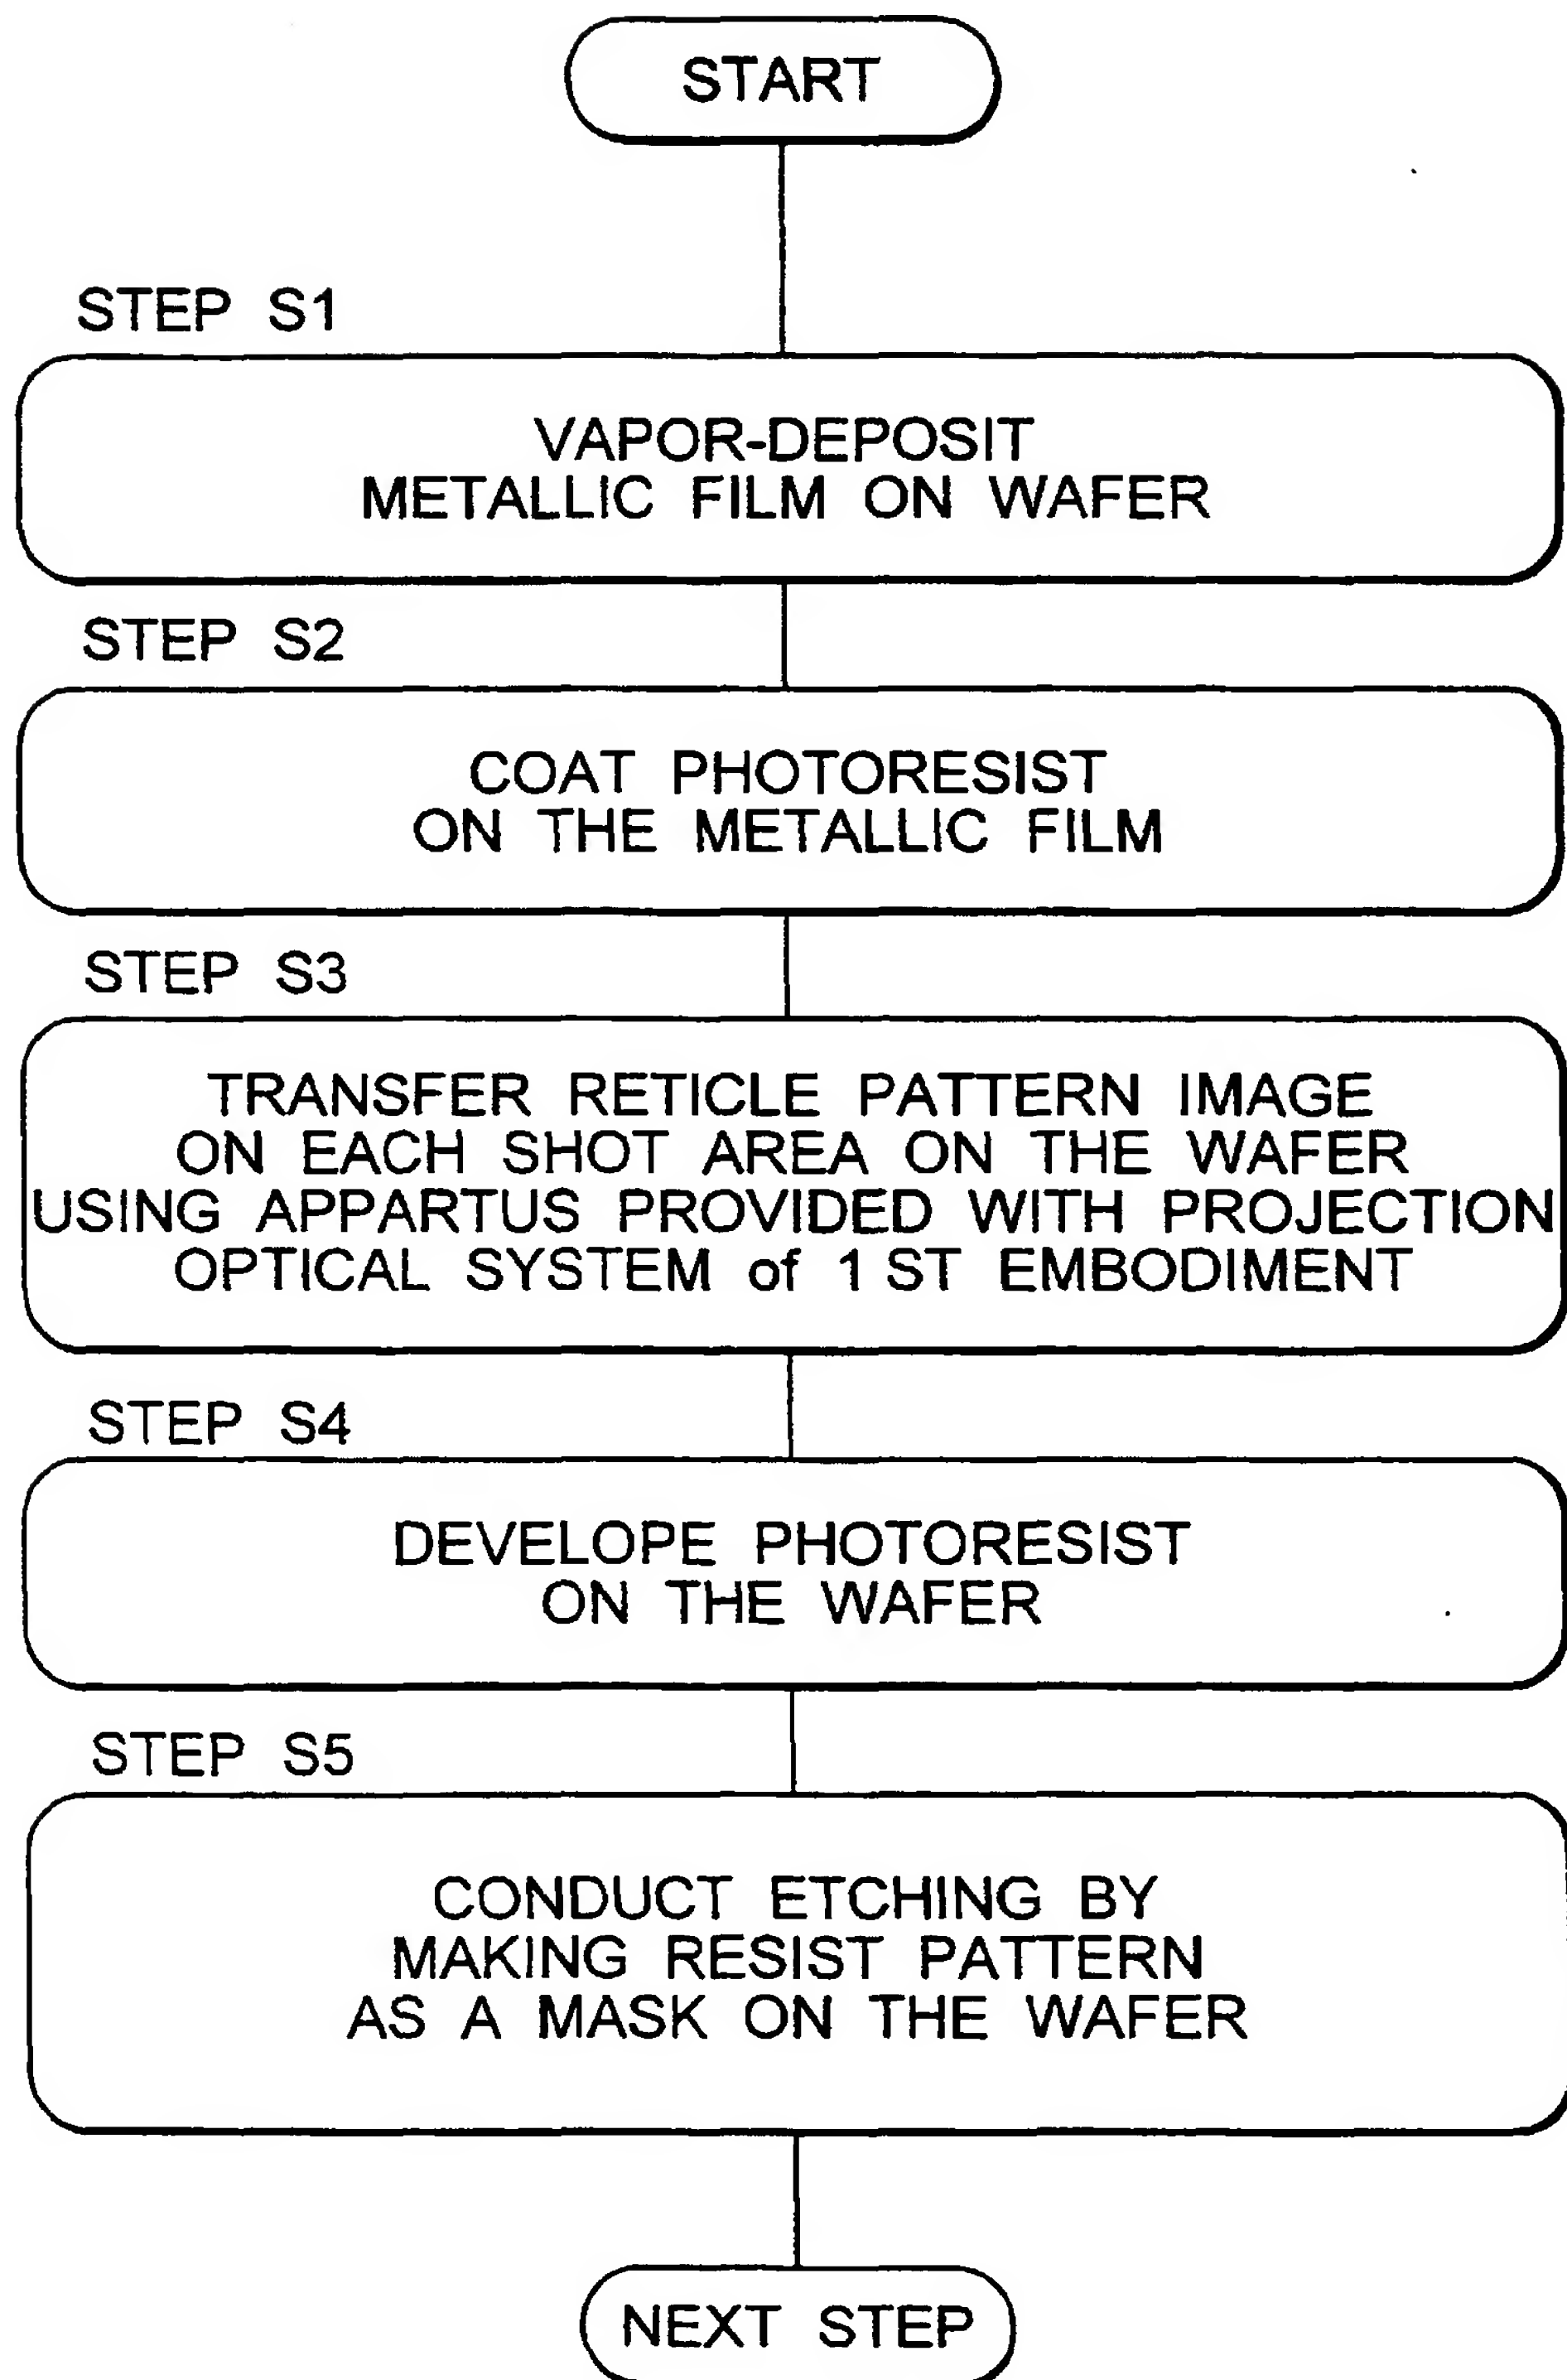 START
STEP S1
VAPOR-DEPOSIT
METALLIC FILM ON WAFER
STEP S2
COAT PHOTORESIST
ON THE METALLIC FILM
STEP S3
TRANSFER RETICLE PATTERN IMAGE
ON EACH SHOT AREA ON THE WAFER
USING APPARTUS PROVIDED WITH PROJECTION
OPTICAL SYSTEM of 1 ST EMBODIMENT
STEP S4
DEVELOPE PHOTORESIST
ON THE WAFER
STEP S5
CONDUCT ETCHING BY
MAKING RESIST PATTERN
AS A MASK ON THE WAFER
NEXT STEP